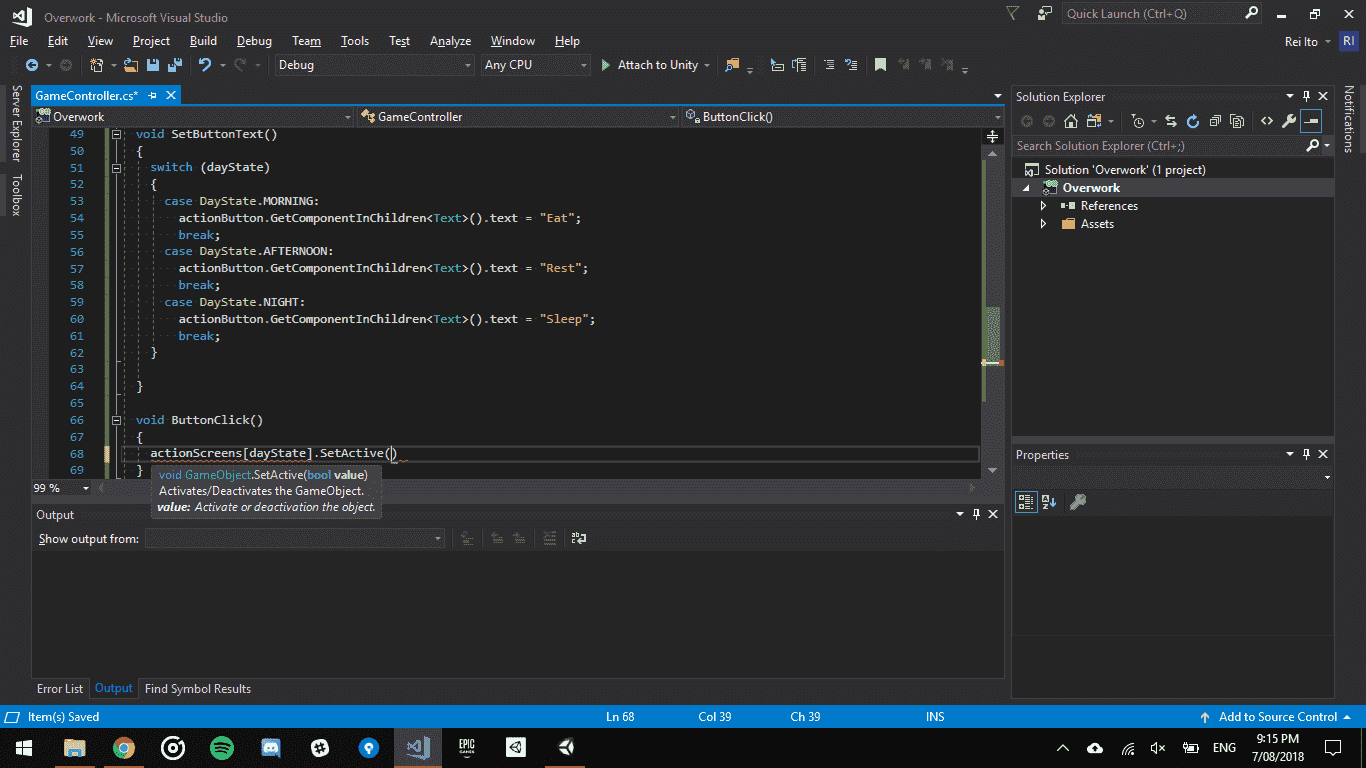 Overwork - Microsoft Visual Studio
Quick Launch (Ctrl+Q)
File Edit View Project Build Debug Team Tools Test Analyze Window Help
Rei Ito RI
Debug Any CPU Attach to Unity
Server Explorer
Toolbox
GameController.cs*
Overwork GameController ButtonClick()
49 void SetButtonText()
50 {
51 switch (dayState)
52 {
53 case DayState.MORNING:
54 actionButton.GetComponentInChildren<Text>().text = "Eat";
55 break;
56 case DayState.AFTERNOON:
57 actionButton.GetComponentInChildren<Text>().text = "Rest";
58 break;
59 case DayState.NIGHT:
60 actionButton.GetComponentInChildren<Text>().text = "Sleep";
61 break;
62 }
63
64 }
65
66 void ButtonClick()
67 {
68 actionScreens[dayState].SetActive()
69 }
void GameObject.SetActive(bool value)
Activates/Deactivates the GameObject.
value: Activate or deactivation the object.
99 %
Output
Show output from:
Error List Output Find Symbol Results
Solution Explorer
Search Solution Explorer (Ctrl+;)
Solution 'Overwork' (1 project)
Overwork
References
Assets
Properties
Notifications
Item(s) Saved Ln 68 Col 39 Ch 39 INS Add to Source Control
EPIC GAMES
ENG
9:15 PM
7/08/2018